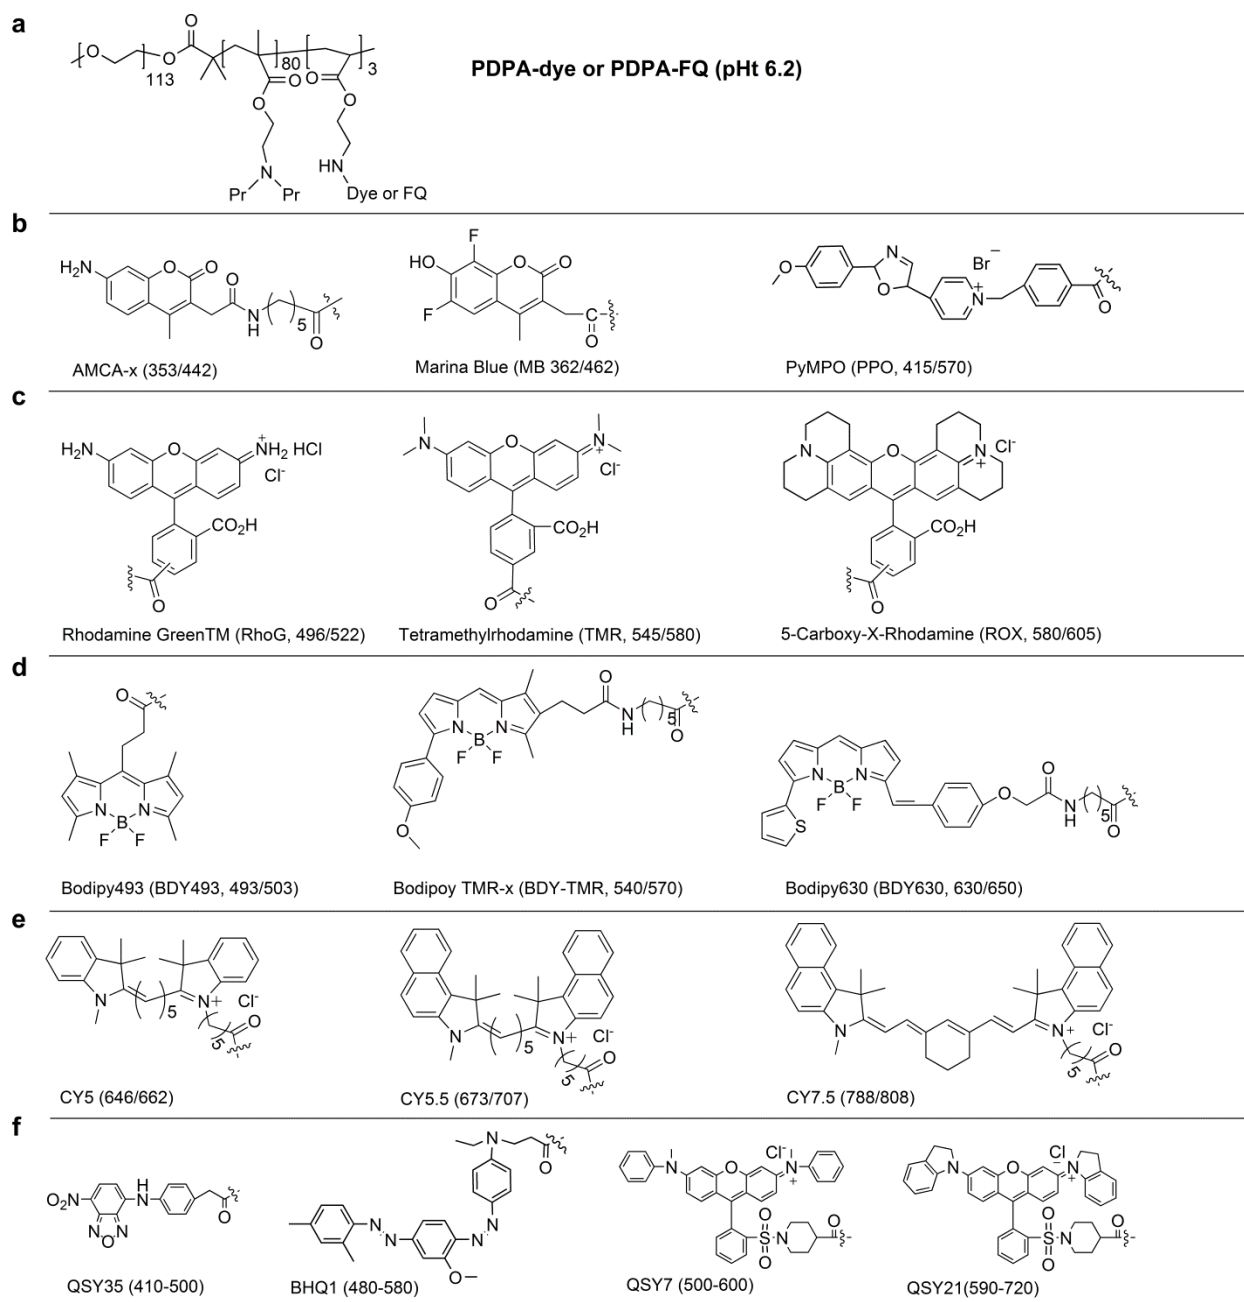 a
PDPA-dye or PDPA-FQ (pHt 6.2)
O
O
O
113
80
3
O
O
O
O
N
HN
Pr
Pr
Dye or FQ
b
H2N
O
O
O
N
H
5
O
AMCA-x (353/442)
F
HO
O
O
F
C
O
Marina Blue (MB 362/462)
N
Br−
O
O
N+
O
PyMPO (PPO, 415/570)
c
H2N
O
+NH2 HCl
Cl-
CO2H
O
Rhodamine GreenTM (RhoG, 496/522)
N
O
N+
Cl-
CO2H
O
Tetramethylrhodamine (TMR, 545/580)
N
O
N+
Cl-
CO2H
O
5-Carboxy-X-Rhodamine (ROX, 580/605)
d
O
N
N
B
F
F
Bodipy493 (BDY493, 493/503)
O
N
H
5
O
N
N
B
F
F
O
Bodipoy TMR-x (BDY-TMR, 540/570)
N
N
B
F
F
S
O
O
N
H
5
O
Bodipy630 (BDY630, 630/650)
e
N
5
N+
Cl-
5
O
CY5 (646/662)
N
5
N+
Cl-
5
O
CY5.5 (673/707)
N
N+
Cl-
5
O
CY7.5 (788/808)
f
O2N
H
N
O
N
N
O
QSY35 (410-500)
N
O
N
N
N
N
O
BHQ1 (480-580)
N
O
Cl-
N
+
O
S
O
N
O
QSY7 (500-600)
N
O
Cl
−
N
+
O
S
O
N
O
QSY21(590-720)